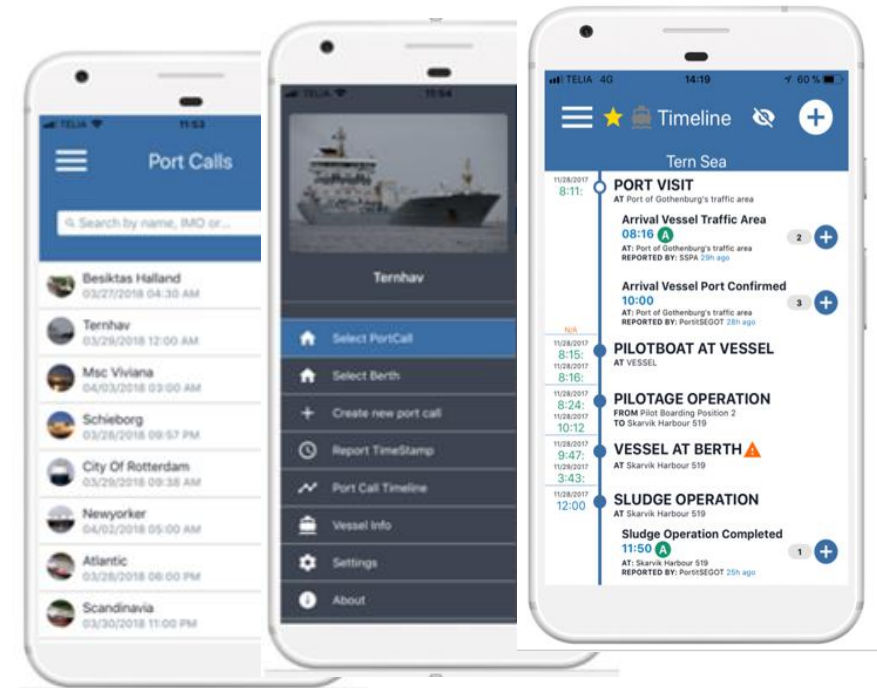 TELIA 11:53
Port Calls
Search by name, IMO or...
Besiktas Halland
03/27/2018 04:30 AM
Ternhav
03/29/2018 12:00 AM
Msc Viviana
04/03/2018 03:00 AM
Schieborg
03/28/2018 09:57 PM
City Of Rotterdam
03/29/2018 09:38 AM
Newyorker
04/02/2018 05:00 AM
Atlantic
03/28/2018 06:00 PM
Scandinavia
03/30/2018 11:00 PM
TELIA 11:54
Ternhav
Select PortCall
Select Berth
Create new port call
Report TimeStamp
Port Call Timeline
Vessel Info
Settings
About
TELIA 4G 14:19 60 %
Timeline
Tern Sea
11/28/2017
8:11:
PORT VISIT
AT Port of Gothenburg's traffic area
Arrival Vessel Traffic Area
08:16 A
2
AT: Port of Gothenburg's traffic area
REPORTED BY: SSPA 29h ago
Arrival Vessel Port Confirmed
10:00
3
AT: Port of Gothenburg's traffic area
REPORTED BY: PortitSEGOT 28h ago
N/A
11/28/2017
8:15:
11/28/2017
8:16:
PILOTBOAT AT VESSEL
AT VESSEL
11/28/2017
8:24:
11/28/2017
10:12
PILOTAGE OPERATION
FROM Pilot Boarding Position 2
TO Skarvik Harbour 519
11/28/2017
9:47:
11/29/2017
3:43:
VESSEL AT BERTH
AT Skarvik Harbour 519
11/28/2017
12:00
SLUDGE OPERATION
AT Skarvik Harbour 519
Sludge Operation Completed
11:50 A
1
AT: Skarvik Harbour 519
REPORTED BY: PortitSEGOT 25h ago